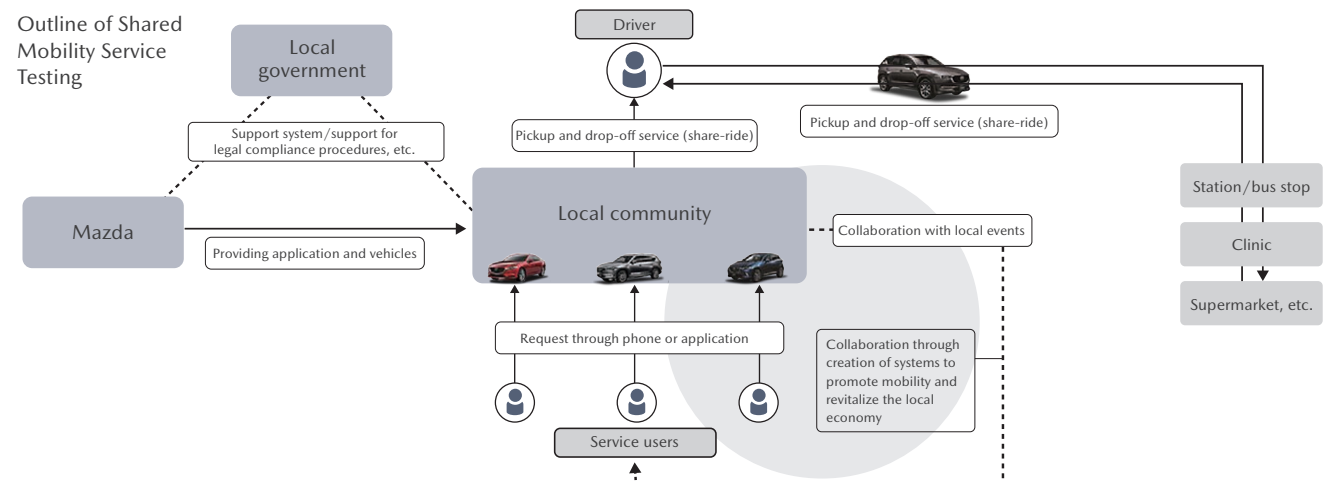 Outline of Shared
Mobility Service
Testing
Local
government
Driver
Support system/support for
legal compliance procedures, etc.
Pickup and drop-off service (share-ride)
Pickup and drop-off service (share-ride)
Mazda
Providing application and vehicles
Local community
Collaboration with local events
Station/bus stop
Clinic
Supermarket, etc.
Request through phone or application
Collaboration through
creation of systems to
promote mobility and
revitalize the local
economy
Service users